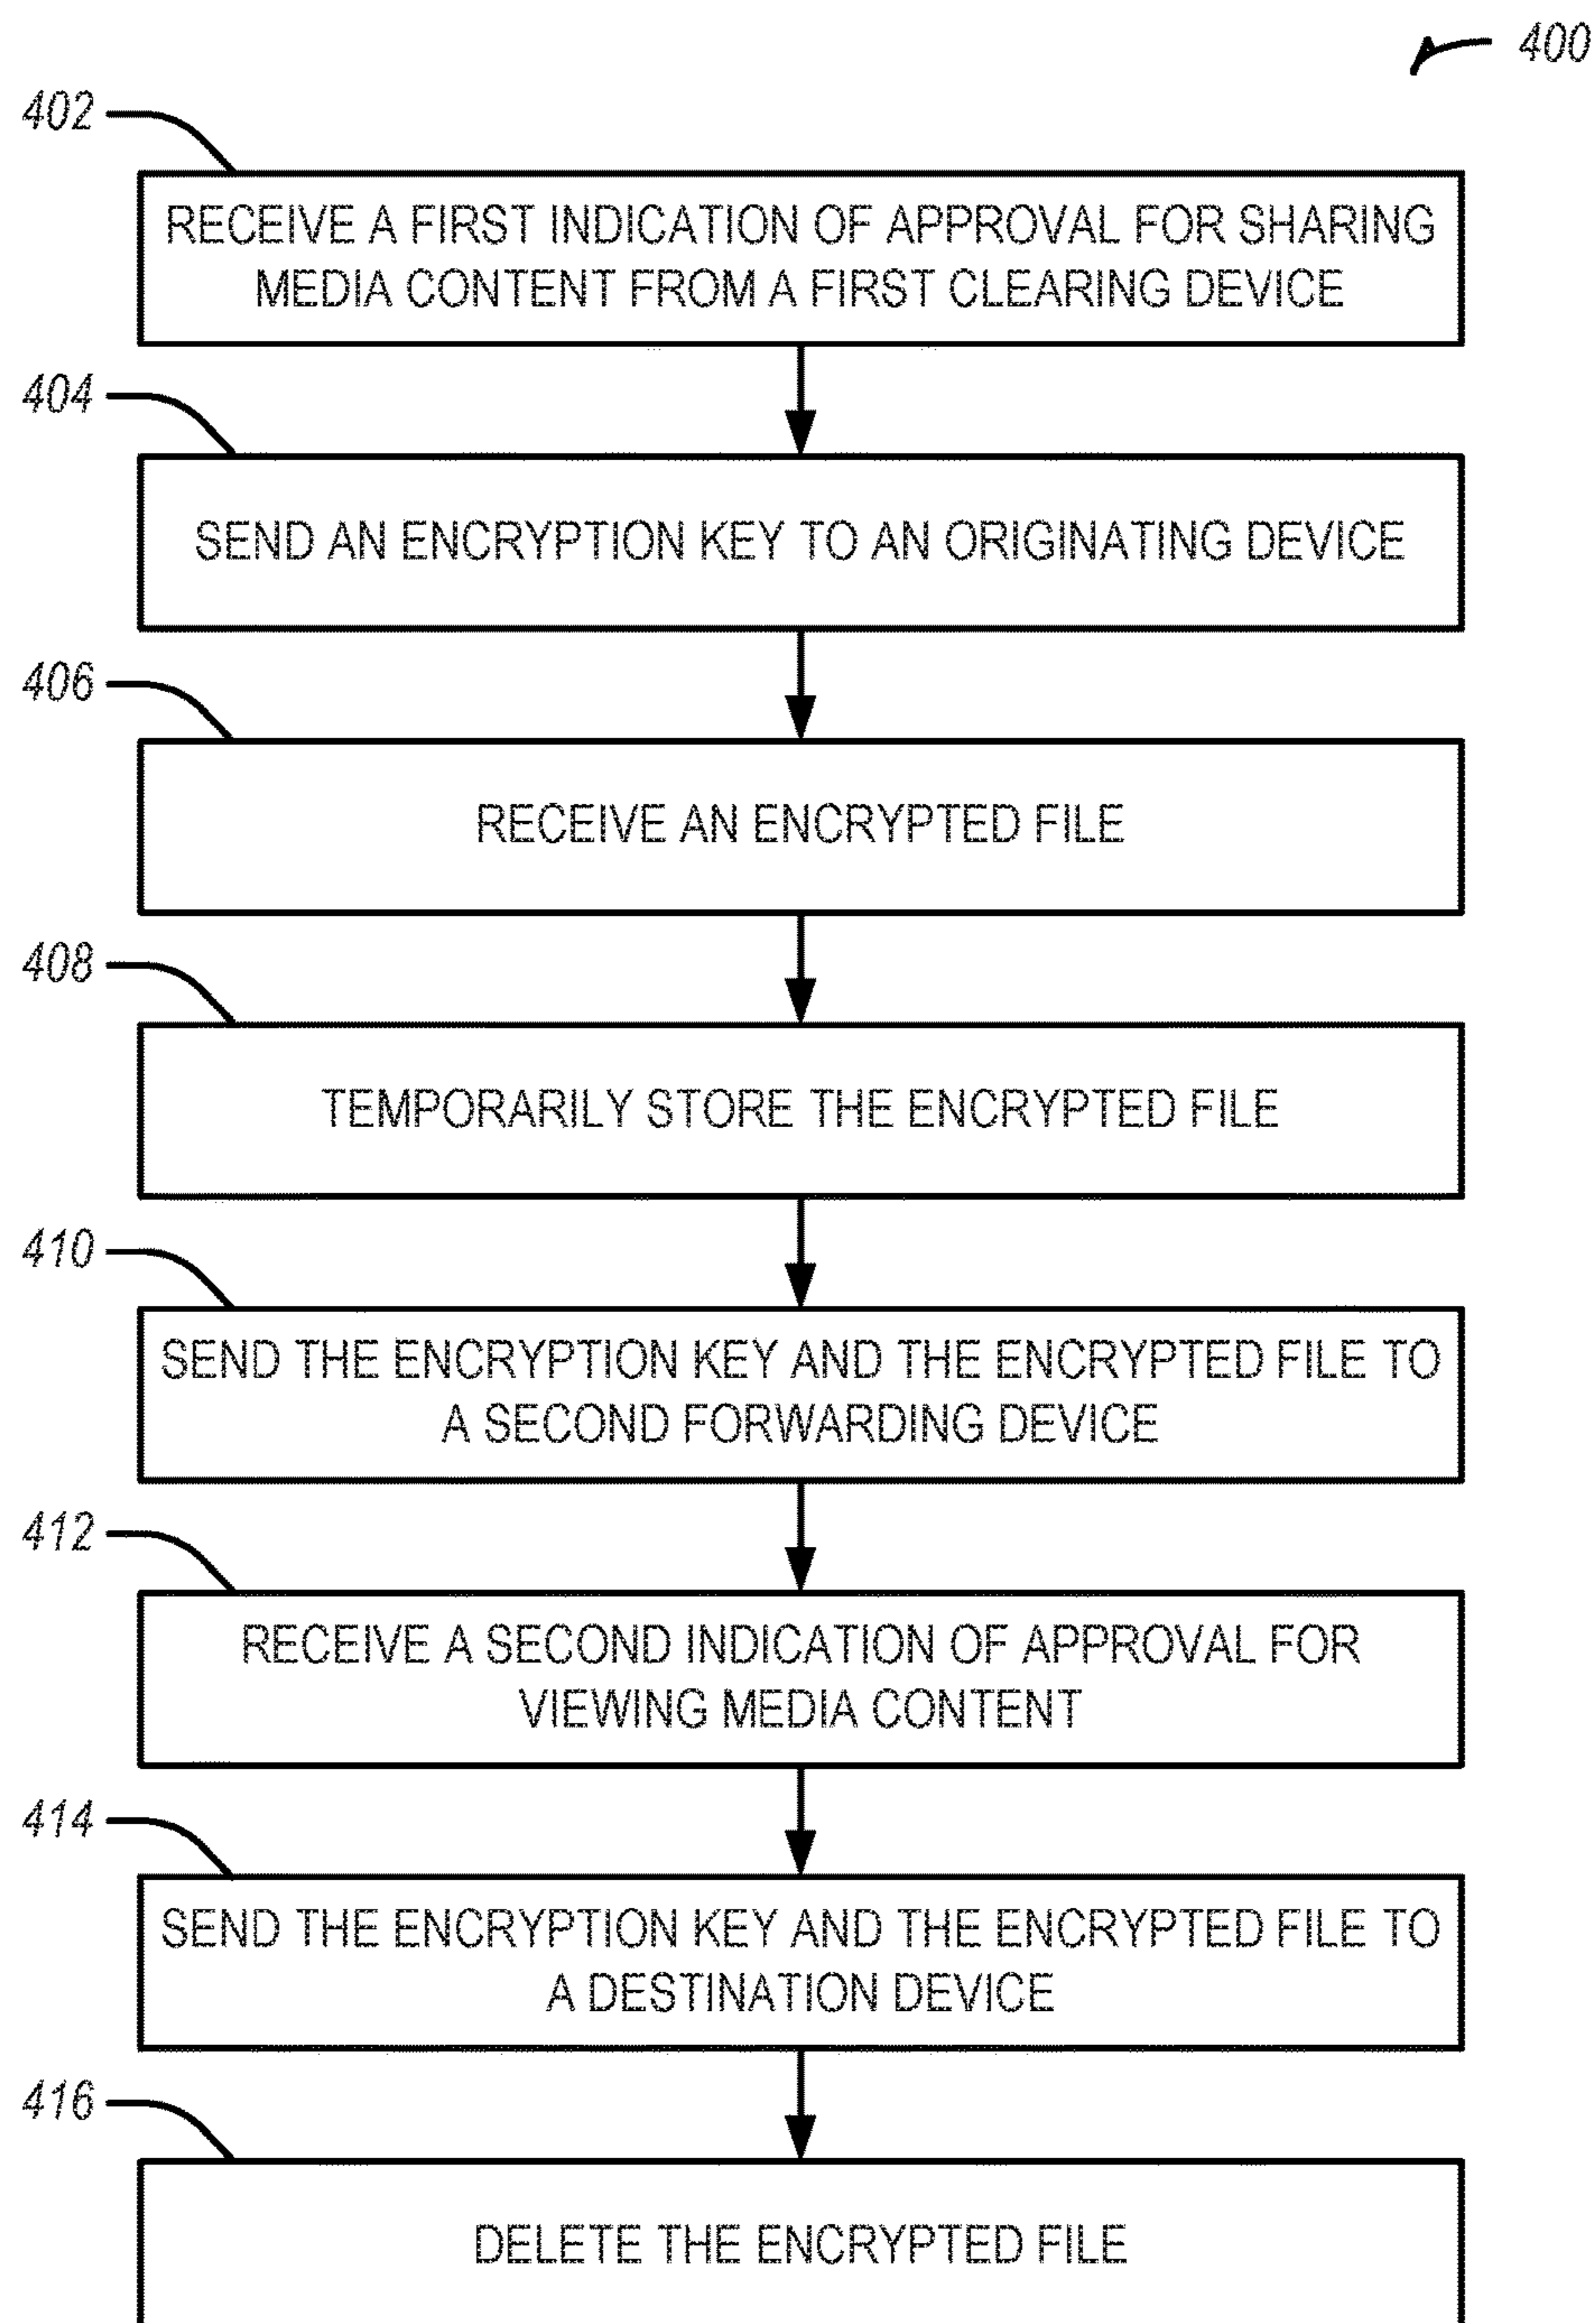 400
402
RECEIVE A FIRST INDICATION OF APPROVAL FOR SHARING
MEDIA CONTENT FROM A FIRST CLEARING DEVICE
404
SEND AN ENCRYPTION KEY TO AN ORIGINATING DEVICE
406
RECEIVE AN ENCRYPTED FILE
408
TEMPORARILY STORE THE ENCRYPTED FILE
410
SEND THE ENCRYPTION KEY AND THE ENCRYPTED FILE TO
A SECOND FORWARDING DEVICE
412
RECEIVE A SECOND INDICATION OF APPROVAL FOR
VIEWING MEDIA CONTENT
414
SEND THE ENCRYPTION KEY AND THE ENCRYPTED FILE TO
A DESTINATION DEVICE
416
DELETE THE ENCRYPTED FILE